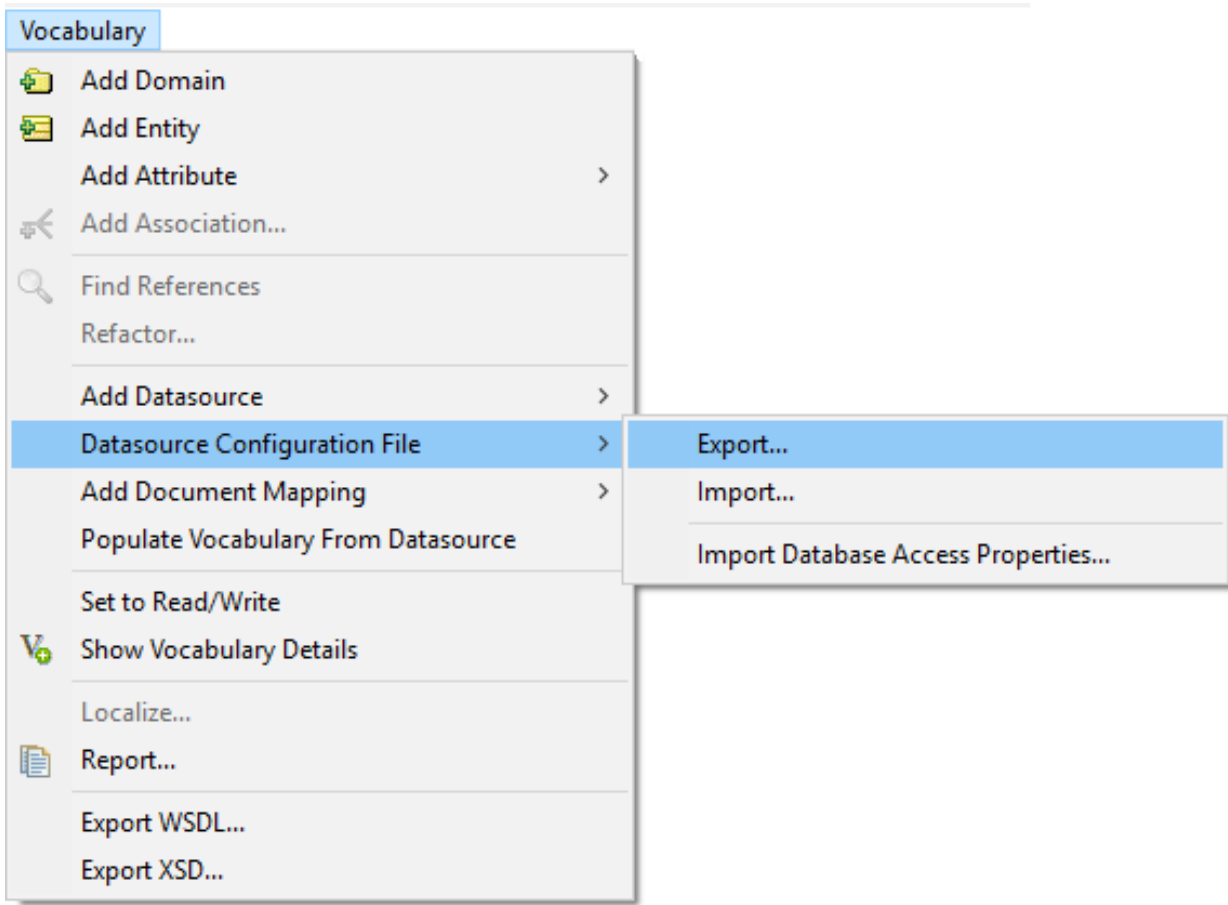 Vocabulary
Add Domain
Add Entity
Add Attribute
Add Association...
Find References
Refactor...
Add Datasource
Datasource Configuration File
Export...
Add Document Mapping
Import...
Populate Vocabulary From Datasource
Import Database Access Properties...
Set to Read/Write
Show Vocabulary Details
Localize...
Report...
Export WSDL...
Export XSD...